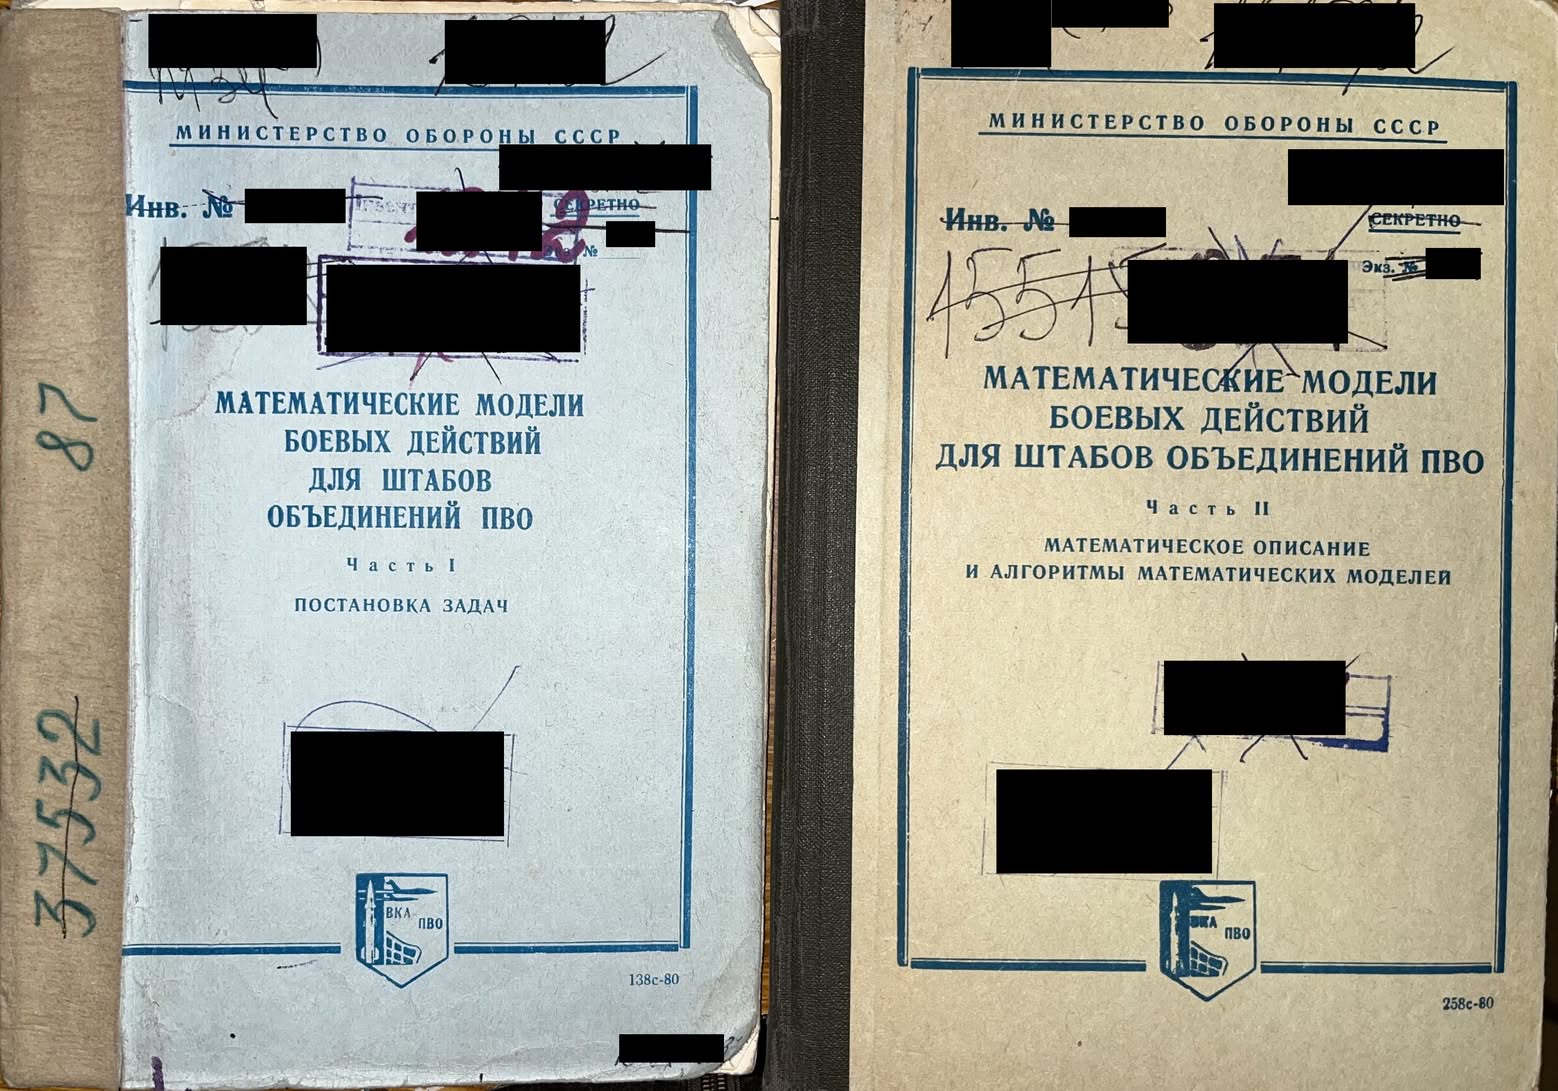 87
37532
МИНИСТЕРСТВО ОБОРОНЫ СССР
Инв. №
СЕКРЕТНО
№
МАТЕМАТИЧЕСКИЕ МОДЕЛИ
БОЕВЫХ ДЕЙСТВИЙ
ДЛЯ ШТАБОВ
ОБЪЕДИНЕНИЙ ПВО
Часть I
ПОСТАНОВКА ЗАДАЧ
ВКА
ПВО
138с-80
МИНИСТЕРСТВО ОБОРОНЫ СССР
Инв. №
СЕКРЕТНО
Экз. №
МАТЕМАТИЧЕСКИЕ МОДЕЛИ
БОЕВЫХ ДЕЙСТВИЙ
ДЛЯ ШТАБОВ ОБЪЕДИНЕНИЙ ПВО
Часть II
МАТЕМАТИЧЕСКОЕ ОПИСАНИЕ
И АЛГОРИТМЫ МАТЕМАТИЧЕСКИХ МОДЕЛЕЙ
ВКА
ПВО
258с-80